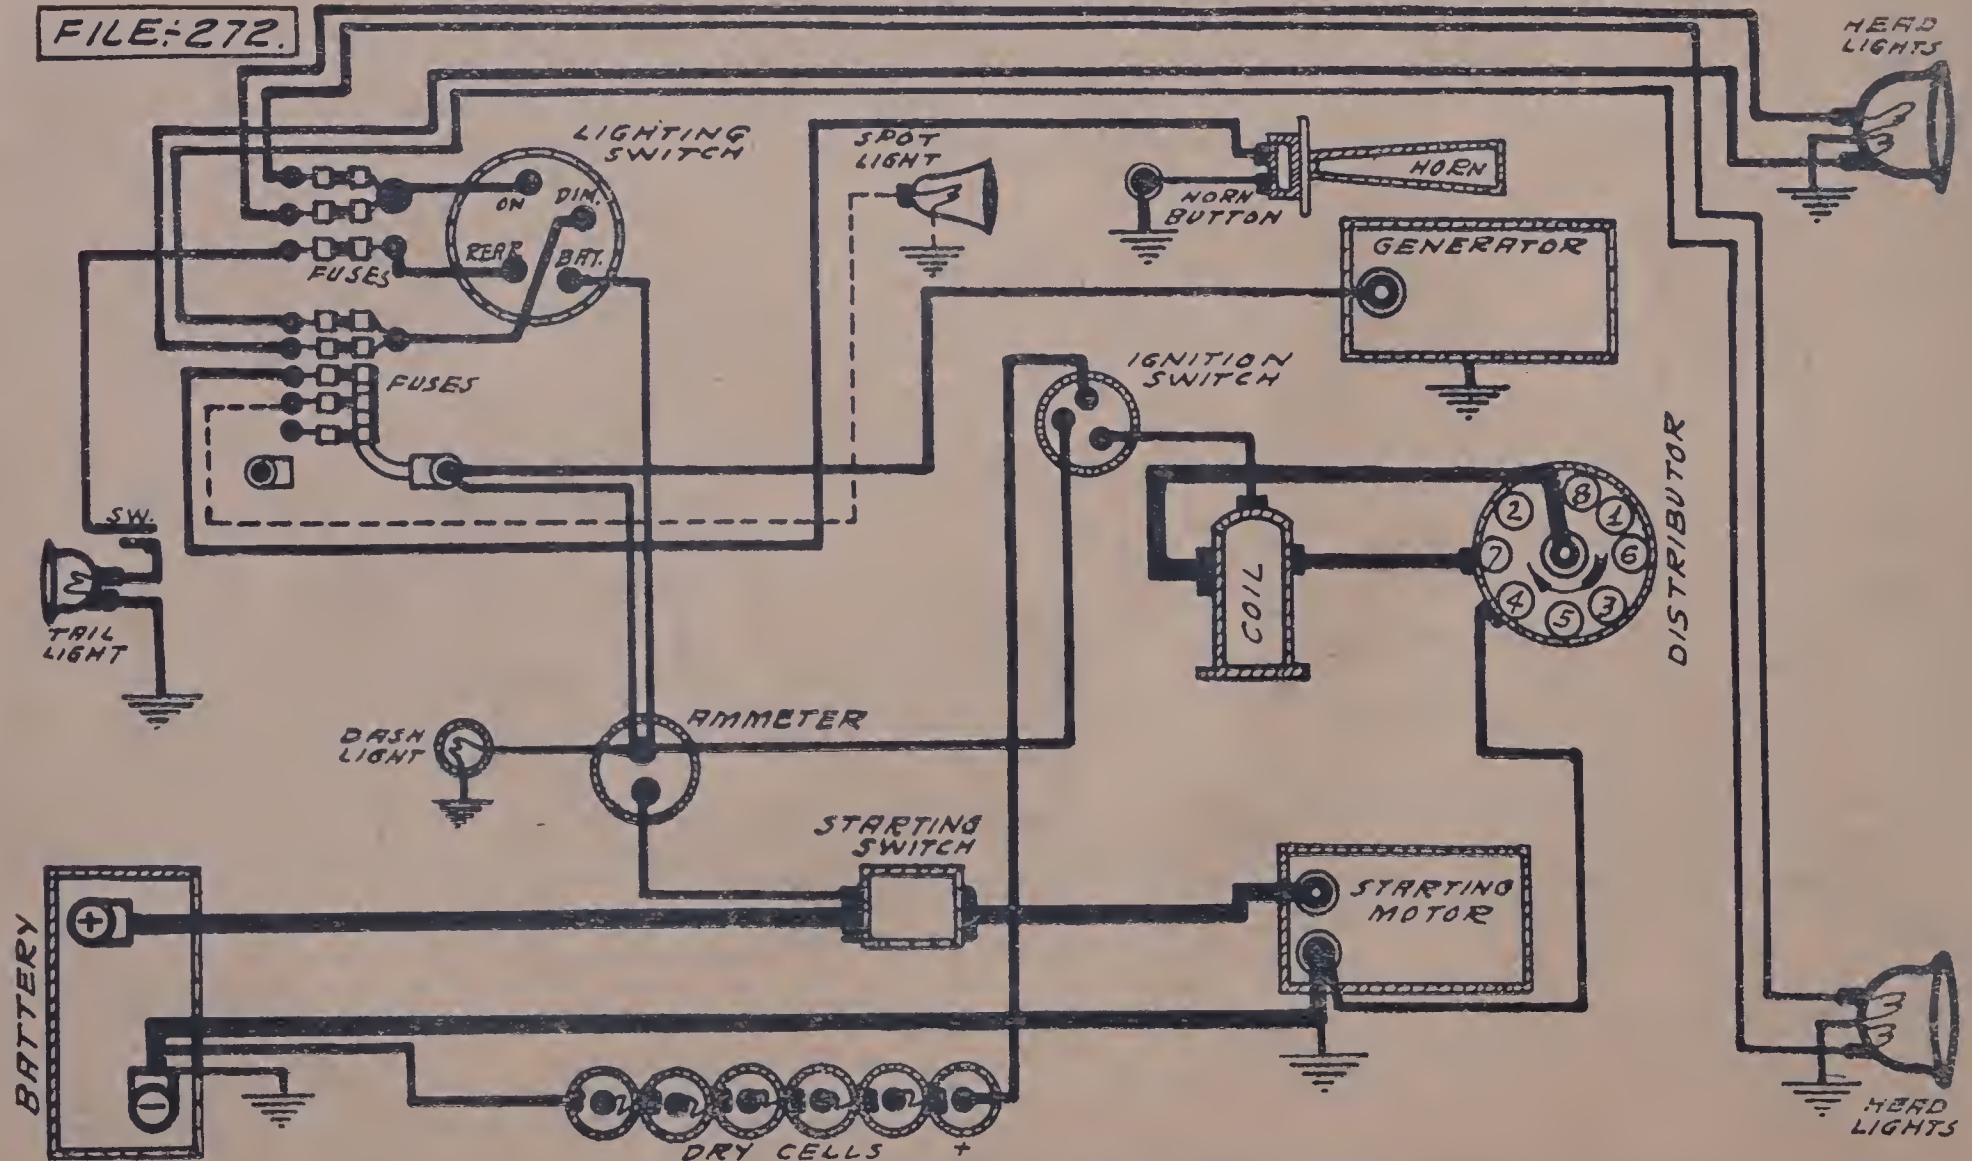 FILE:-272.
HEAD
LIGHTS
LIGHTING
SWITCH
SPOT
LIGHT
ON
DIM.
REAR
BAT.
HORN
HORN
BUTTON
GENERATOR
FUSES
FUSES
IGNITION
SWITCH
DISTRIBUTOR
8
1
6
3
5
4
7
2
COIL
SW.
TAIL
LIGHT
DASH
LIGHT
AMMETER
STARTING
SWITCH
STARTING
MOTOR
BATTERY
+
−
DRY CELLS +
HEAD
LIGHTS